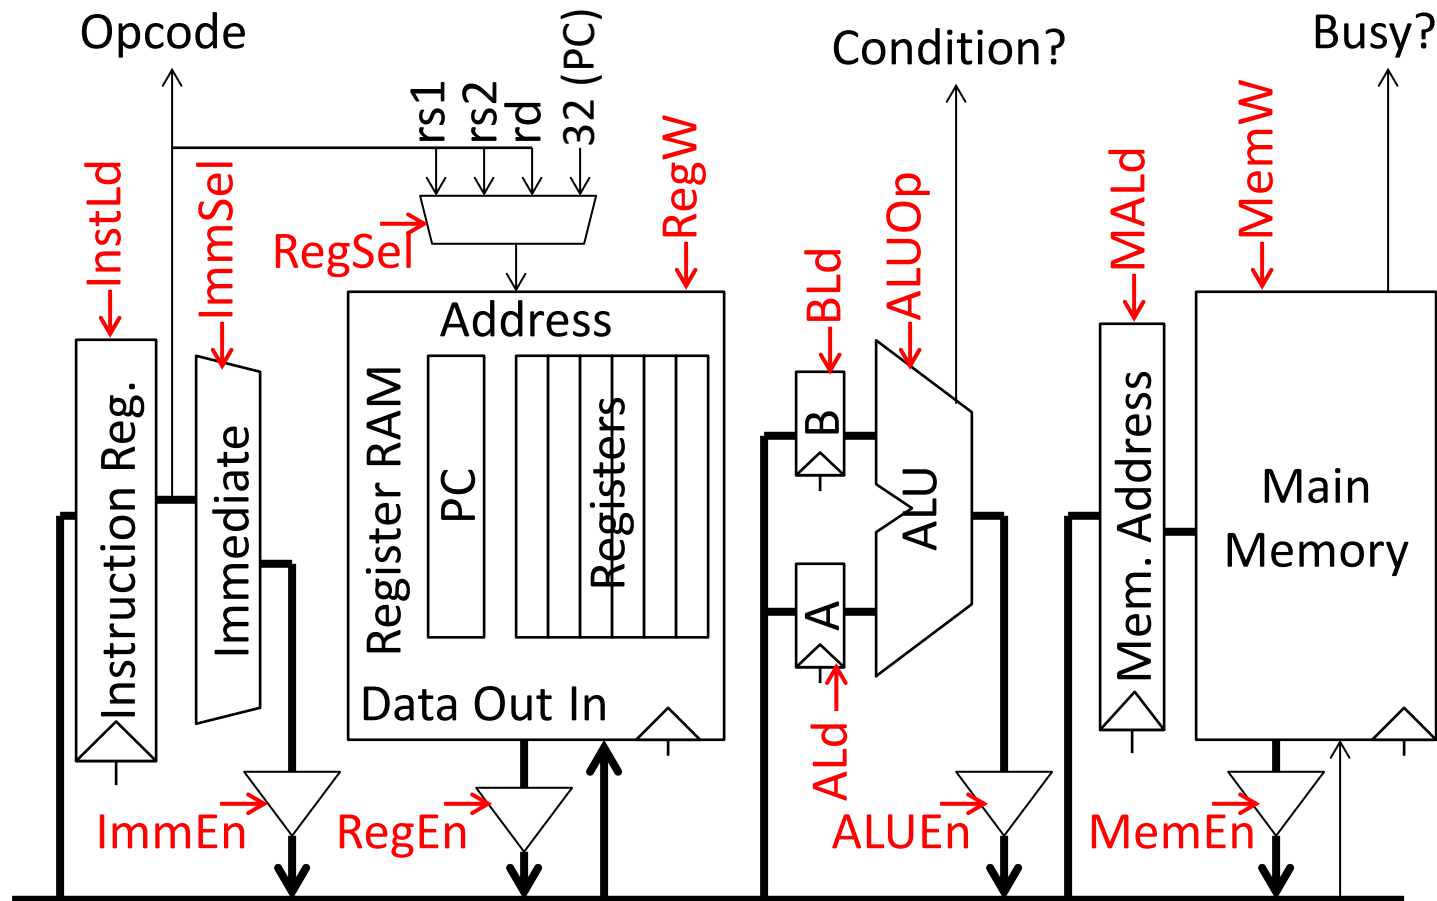 Opcode
Condition?
Busy?
rs1
rs2
rd
32 (PC)
InstLd
ImmSel
RegSel
RegW
BLd
ALUOp
MALd
MemW
Address
Instruction Reg.
Immediate
Register RAM
PC
Registers
B
A
ALU
Mem. Address
Main
Memory
Data Out In
ALd
ImmEn
RegEn
ALUEn
MemEn